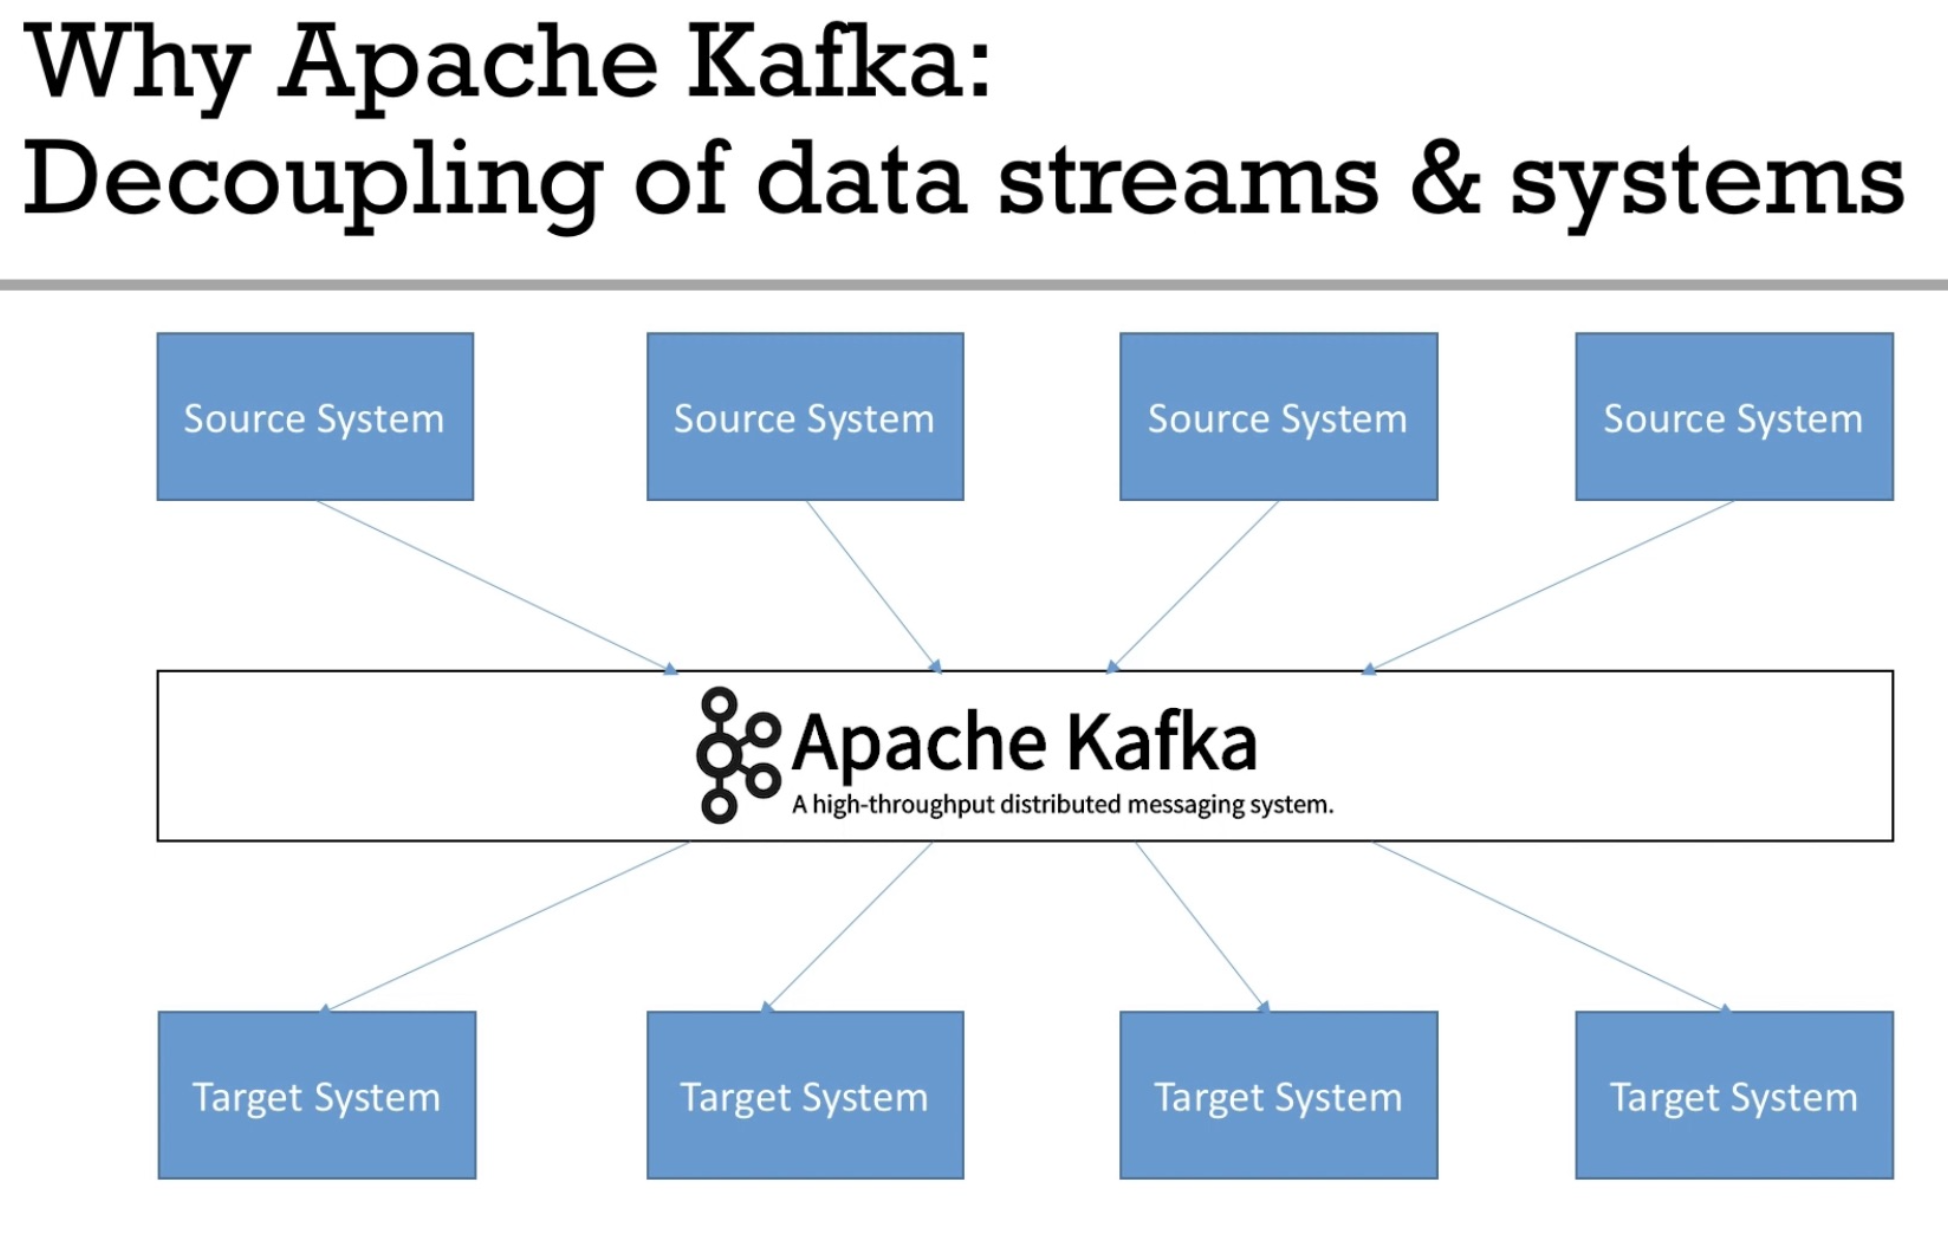 Why Apache Kafka:
Decoupling of data streams & systems
Source System
Source System
Source System
Source System
Apache Kafka
A high-throughput distributed messaging system.
Target System
Target System
Target System
Target System